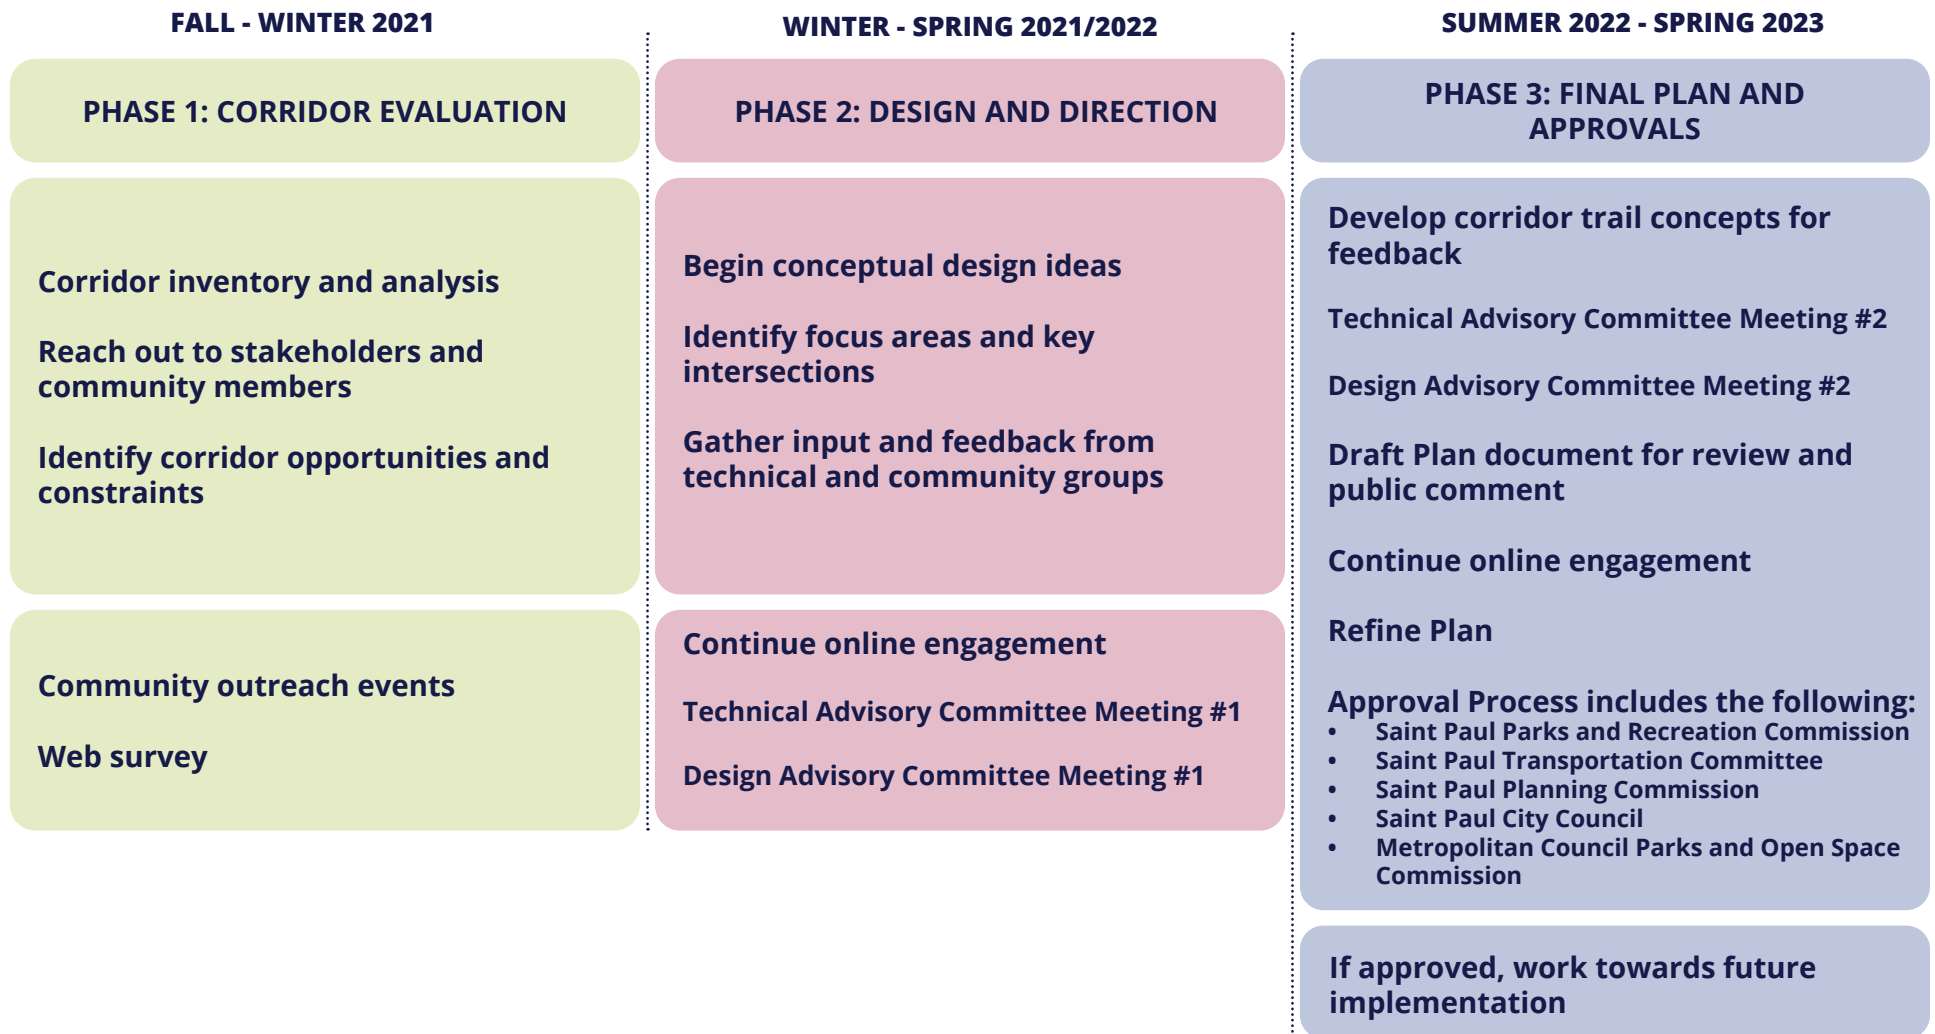 FALL - WINTER 2021
PHASE 1: CORRIDOR EVALUATION
Corridor inventory and analysis
Reach out to stakeholders and
community members
Identify corridor opportunities and
constraints
Community outreach events
Web survey
WINTER - SPRING 2021/2022
PHASE 2: DESIGN AND DIRECTION
Begin conceptual design ideas
Identify focus areas and key
intersections
Gather input and feedback from
technical and community groups
Continue online engagement
Technical Advisory Committee Meeting #1
Design Advisory Committee Meeting #1
SUMMER 2022 - SPRING 2023
PHASE 3: FINAL PLAN AND
APPROVALS
Develop corridor trail concepts for
feedback
Technical Advisory Committee Meeting #2
Design Advisory Committee Meeting #2
Draft Plan document for review and
public comment
Continue online engagement
Refine Plan
Approval Process includes the following:
• Saint Paul Parks and Recreation Commission
• Saint Paul Transportation Committee
• Saint Paul Planning Commission
• Saint Paul City Council
• Metropolitan Council Parks and Open Space
Commission
If approved, work towards future
implementation